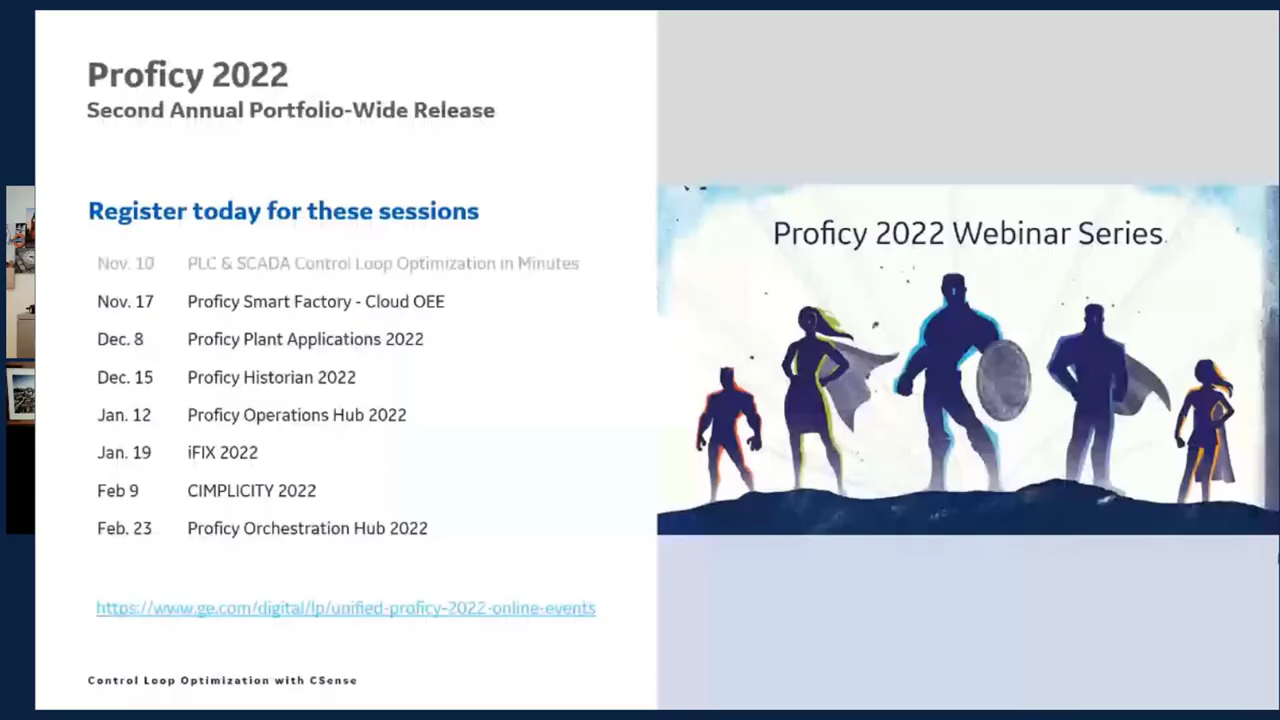 Proficy 2022
Second Annual Portfolio-Wide Release
Register today for these sessions
Nov. 10 PLC & SCADA Control Loop Optimization in Minutes
Nov. 17 Proficy Smart Factory - Cloud OEE
Dec. 8 Proficy Plant Applications 2022
Dec. 15 Proficy Historian 2022
Jan. 12 Proficy Operations Hub 2022
Jan. 19 iFIX 2022
Feb 9 CIMPLICITY 2022
Feb. 23 Proficy Orchestration Hub 2022
https://www.ge.com/digital/lp/unified-proficy-2022-online-events
Control Loop Optimization with CSense
Proficy 2022 Webinar Series